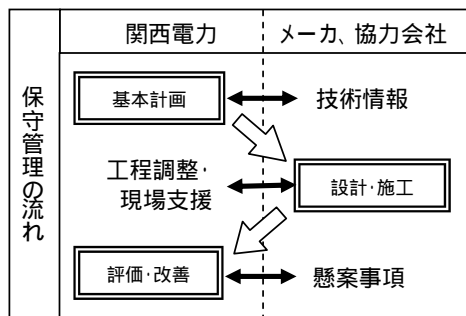 関西電力
メーカ、協力会社
保守管理の流れ
基本計画
技術情報
工程調整・
現場支援
設計・施工
評価・改善
懸案事項